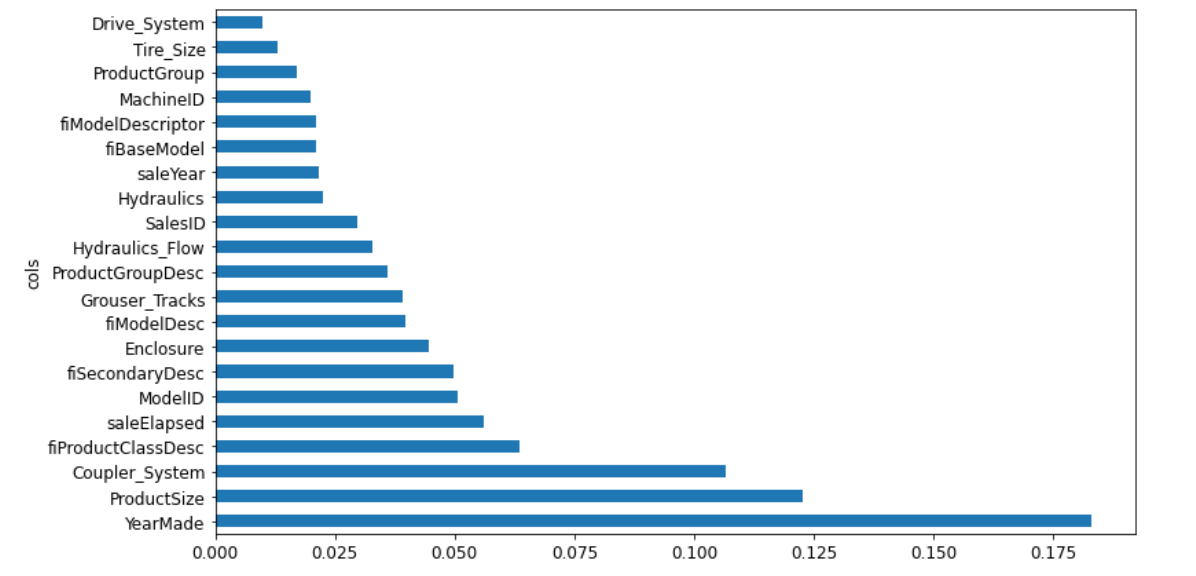 Drive_System
Tire_Size
ProductGroup
MachineID
fiModelDescriptor
fiBaseModel
saleYear
Hydraulics
SalesID
Hydraulics_Flow
cols
ProductGroupDesc
Grouser_Tracks
fiModelDesc
Enclosure
fiSecondaryDesc
ModelID
saleElapsed
fiProductClassDesc
Coupler_System
ProductSize
YearMade
0.000 0.025 0.050 0.075 0.100 0.125 0.150 0.175